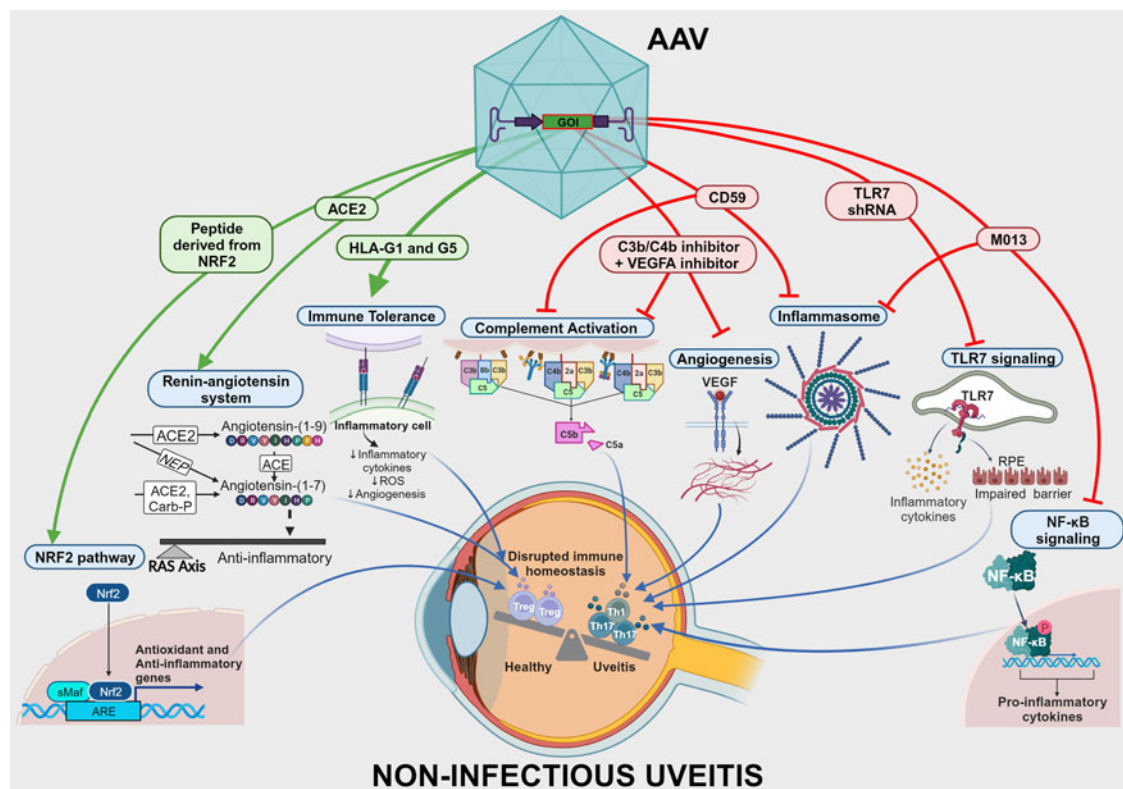 AAV
GOI
Peptide
derived from
NRF2
ACE2
HLA-G1 and G5
CD59
C3b/C4b inhibitor
+ VEGFA inhibitor
TLR7
shRNA
M013
Immune Tolerance
Inflammatory cell
↓Inflammatory
cytokines
↓ROS
↓Angiogenesis
Complement Activation
C3b Bb C3b
C5
C4b 2a C3b
C5
C4b 2a C3b
C5
C5b
C5a
Angiogenesis
VEGF
Inflammasome
TLR7 signaling
TLR7
Inflammatory
cytokines
RPE
Impaired barrier
Renin-angiotensin
system
ACE2
Angiotensin-(1-9)
D R V Y I H P F H
NEP
ACE
ACE2,
Carb-P
Angiotensin-(1-7)
D R V Y I H P
RAS Axis
Anti-inflammatory
NRF2 pathway
Nrf2
Antioxidant and
Anti-inflammatory
genes
sMaf
Nrf2
ARE
Disrupted immune
homeostasis
Treg
Treg
Th1
Th17
Th17
Healthy
Uveitis
NF-κB
signaling
NF-κB
P
NF-κB
Pro-inflammatory
cytokines
NON-INFECTIOUS UVEITIS